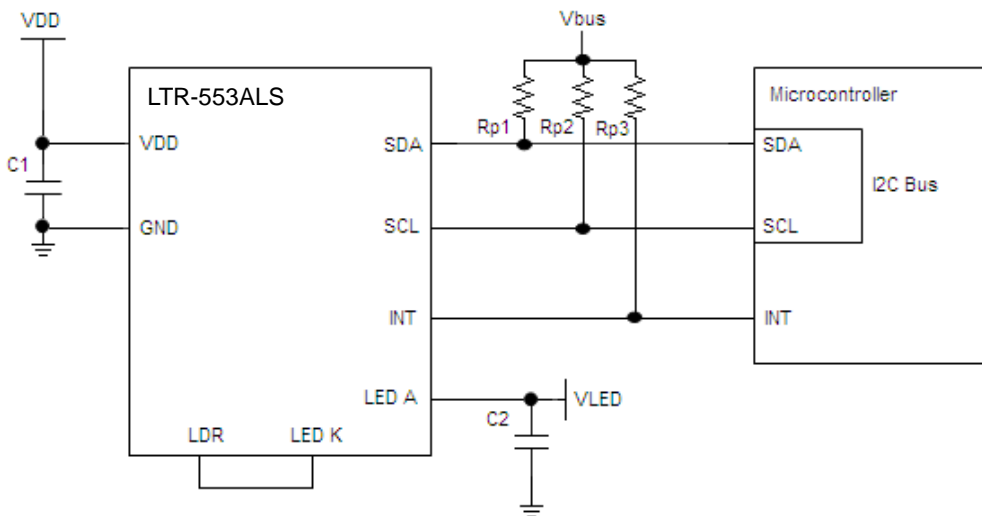 VDD
Vbus
LTR-553ALS
Microcontroller
Rp1
Rp2
Rp3
VDD
SDA
SDA
C1
I2C Bus
GND
SCL
SCL
INT
INT
LED A
C2
VLED
LDR
LED K